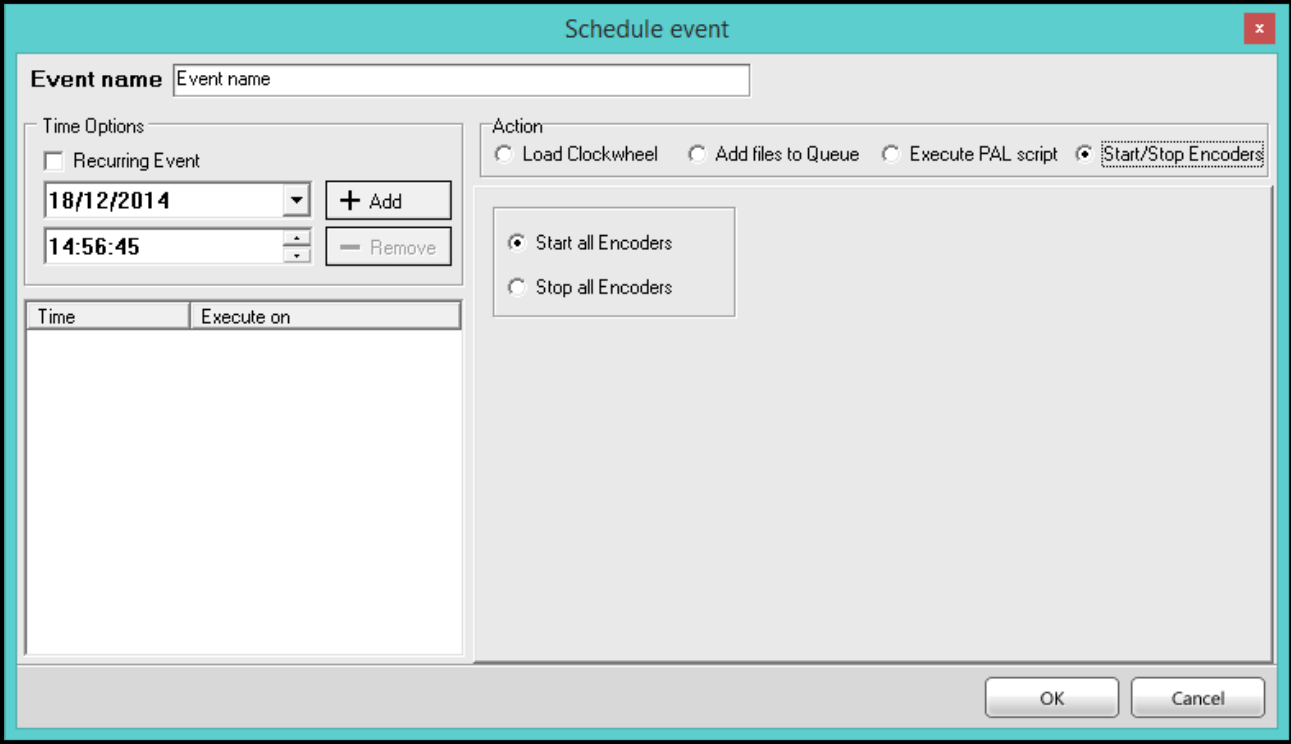 Schedule event
x
Event name Event name
Time Options
Recurring Event
18/12/2014
+ Add
14:56:45
Remove
Time Execute on
Action
Load Clockwheel Add files to Queue Execute PAL script Start/Stop Encoders
Start all Encoders
Stop all Encoders
OK Cancel